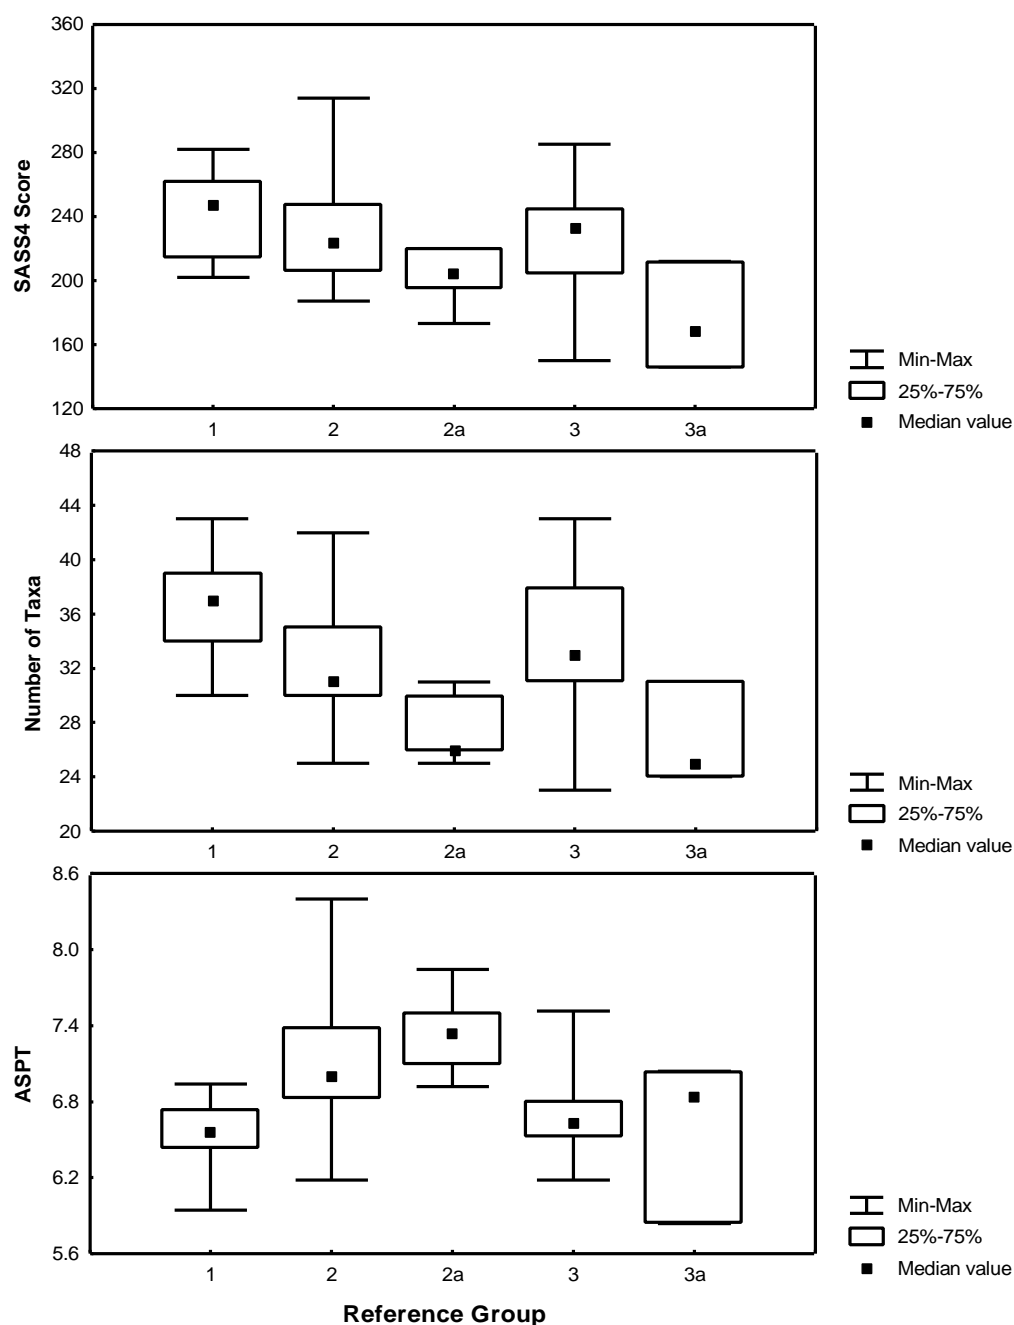 360
320
280
240
200
160
120
SASS4 Score
1 2 2a 3 3a
Min-Max
25%-75%
Median value
48
44
40
36
32
28
24
20
Number of Taxa
1 2 2a 3 3a
Min-Max
25%-75%
Median value
8.6
8.0
7.4
6.8
6.2
5.6
ASPT
1 2 2a 3 3a
Min-Max
25%-75%
Median value
Reference Group